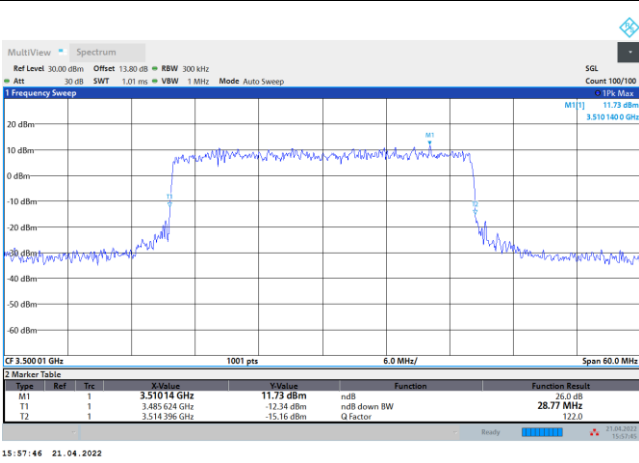 MultiView Spectrum
Ref Level 30.00 dBm Offset 13.80 dB RBW 300 kHz SGL
Att 30 dB SWT 1.01 ms VBW 1 MHz Mode Auto Sweep Count 100/100
1 Frequency Sweep 1Pk Max
M1[1] 11.73 dBm
3.510 140 0 GHz
20 dBm
M1
10 dBm
0 dBm
T1
-10 dBm
T2
-20 dBm
-30 dBm
-40 dBm
-50 dBm
-60 dBm
CF 3.500 01 GHz 1001 pts 6.0 MHz/ Span 60.0 MHz
2 Marker Table
Type Ref Trc X-Value Y-Value Function Function Result
M1 1 3.510 14 GHz 11.73 dBm ndB 26.0 dB
T1 1 3.485 624 GHz -12.34 dBm ndB down BW 28.77 MHz
T2 1 3.514 396 GHz -15.16 dBm Q Factor 122.0
Ready 21.04.2022
15:57:45
15:57:46 21.04.2022